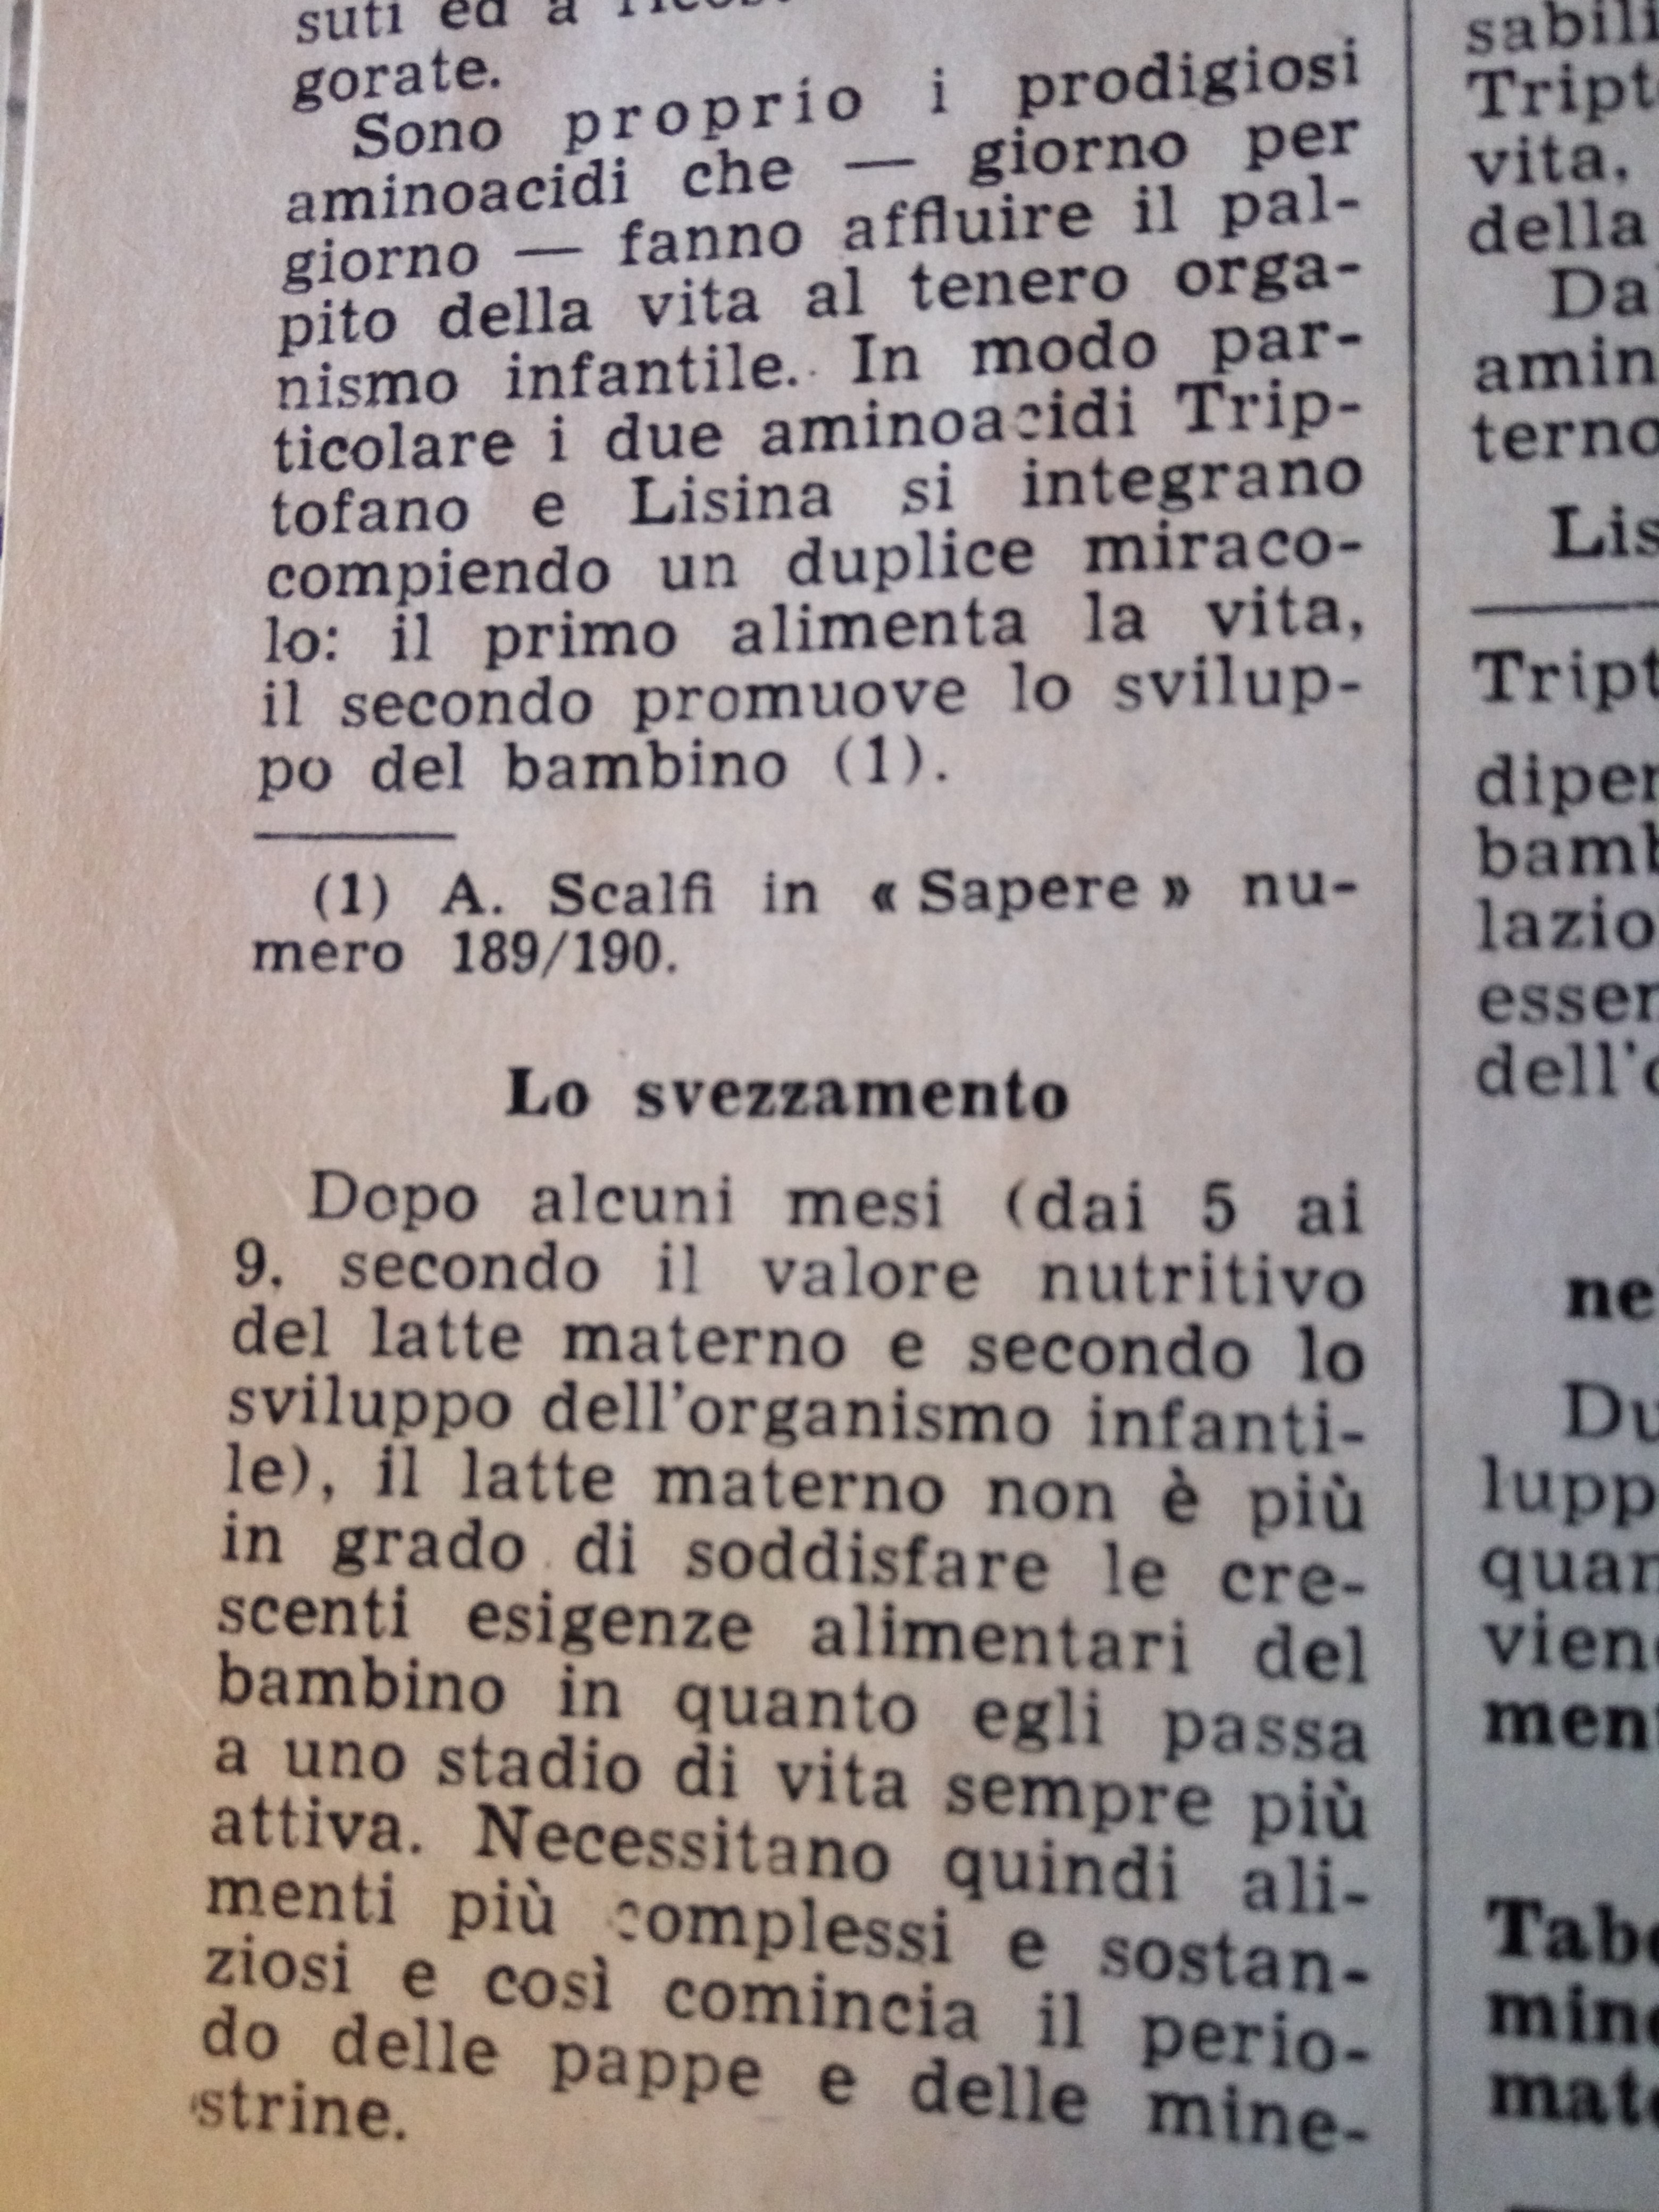 suti ed a
gorate.
Sono proprio i prodigiosi
aminoacidi che — giorno per
giorno — fanno affluire il pal-
pito della vita al tenero orga-
nismo infantile. In modo par-
ticolare i due aminoacidi Trip-
tofano e Lisina si integrano
compiendo un duplice miraco-
lo: il primo alimenta la vita,
il secondo promuove lo svilup-
po del bambino (1).
(1) A. Scalfi in « Sapere » nu-
mero 189/190.
Lo svezzamento
Dopo alcuni mesi (dai 5 ai
9, secondo il valore nutritivo
del latte materno e secondo lo
sviluppo dell'organismo infanti-
le), il latte materno non è più
in grado di soddisfare le cre-
scenti esigenze alimentari del
bambino in quanto egli passa
a uno stadio di vita sempre più
attiva. Necessitano quindi ali-
menti più complessi e sostan-
ziosi e così comincia il perio-
do delle pappe e delle mine-
strine.
sabili
Tript
vita,
della
Da
amin
terno
Lis
Tript
diper
bamb
lazio
esser
dell'
ne
Du
lupp
quan
vien
men
Tab
min
mat